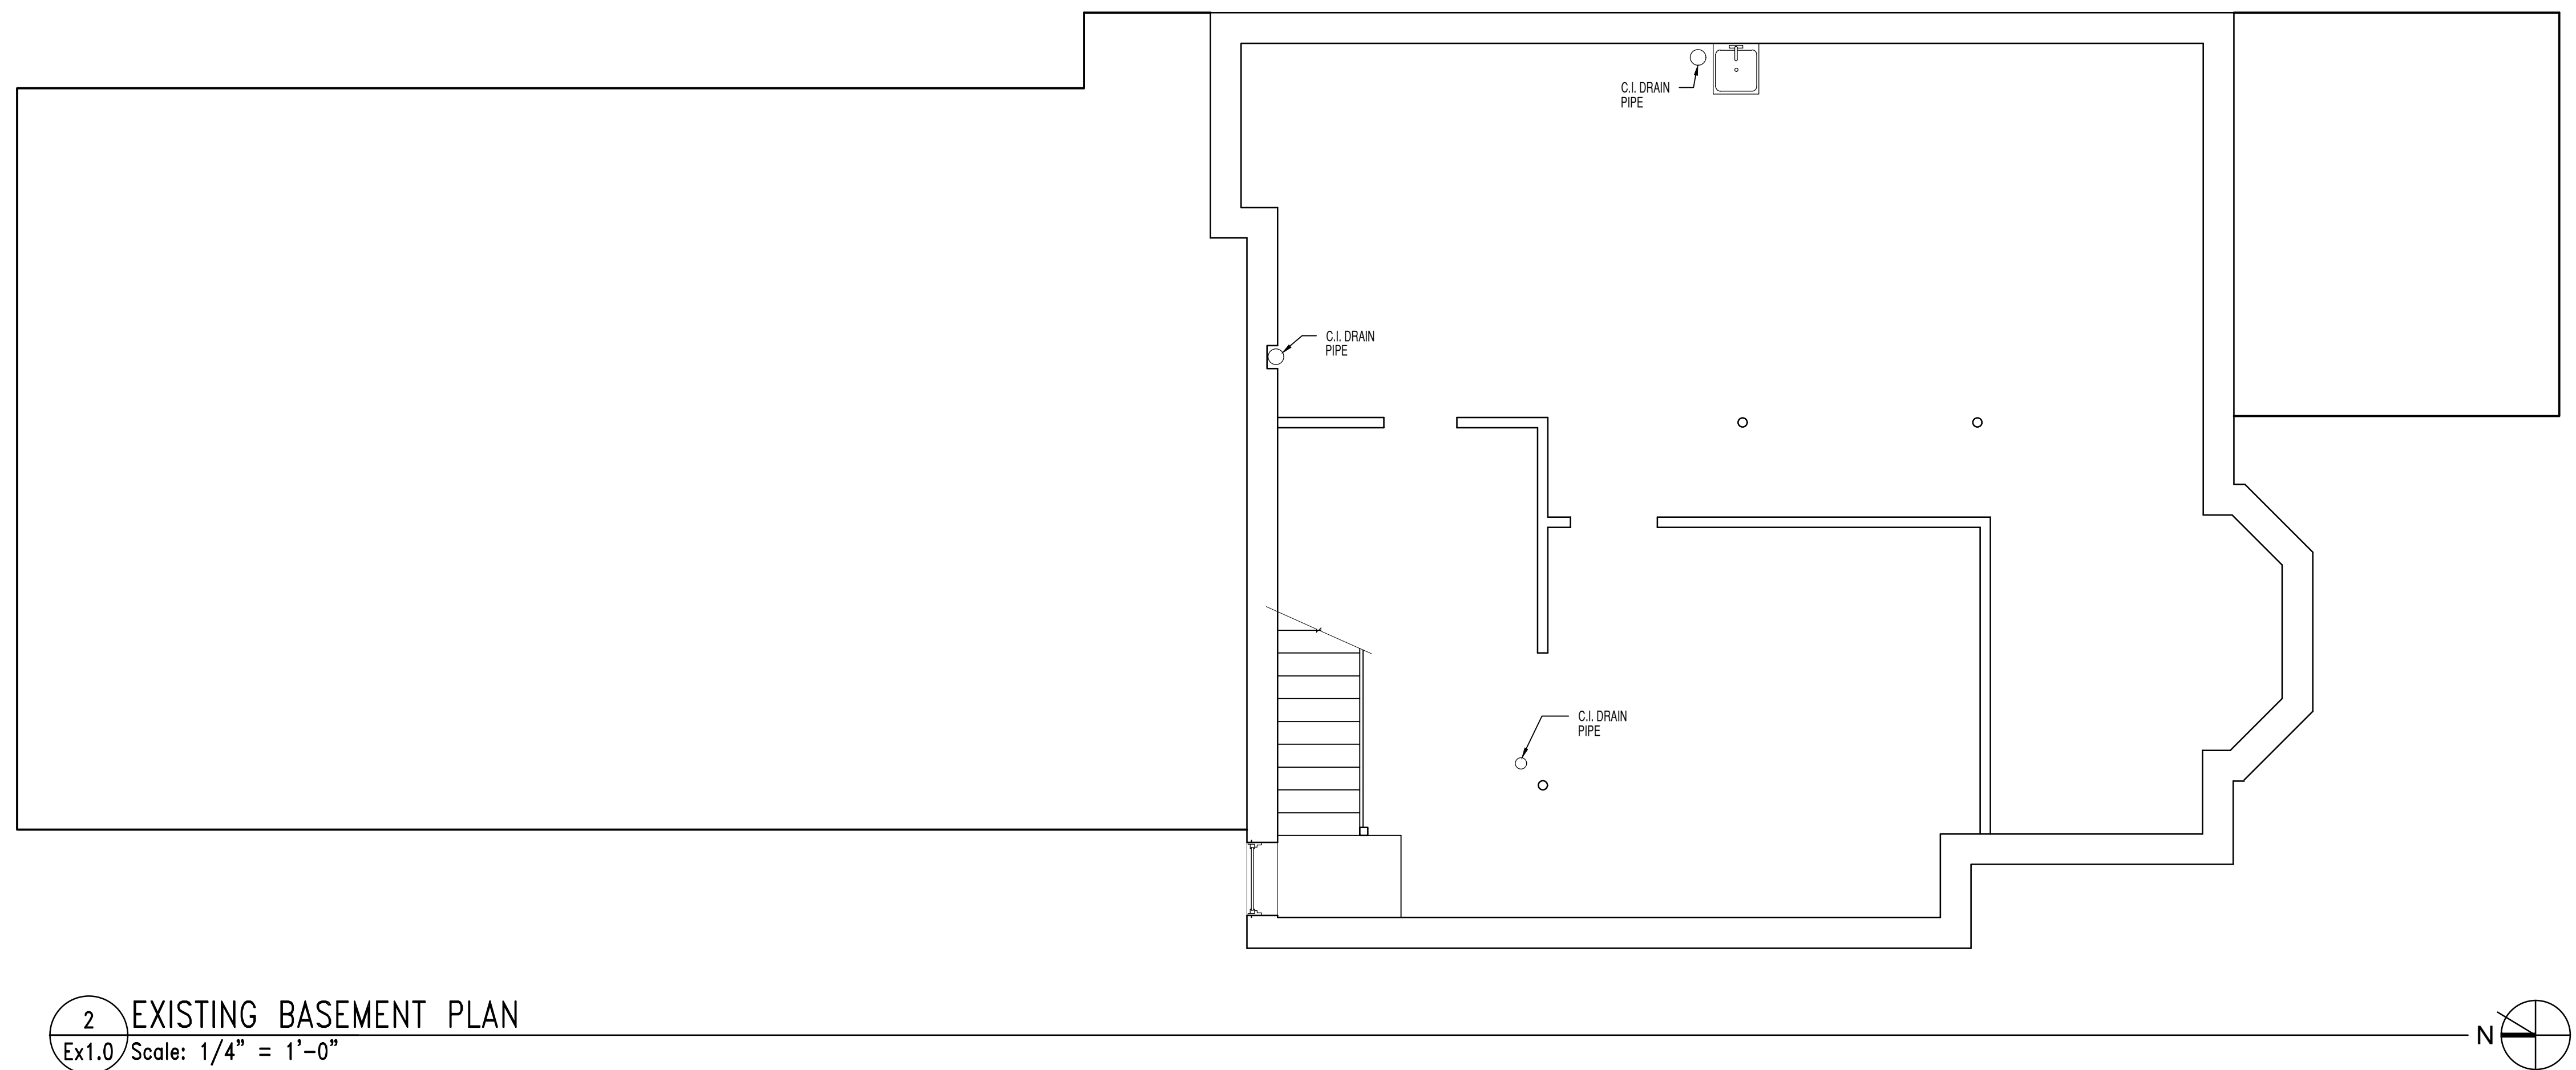 C.I. DRAIN
PIPE
C.I. DRAIN
PIPE
C.I. DRAIN
PIPE
2
EXISTING BASEMENT PLAN
Ex1.0
Scale: 1/4" = 1'-0"
N